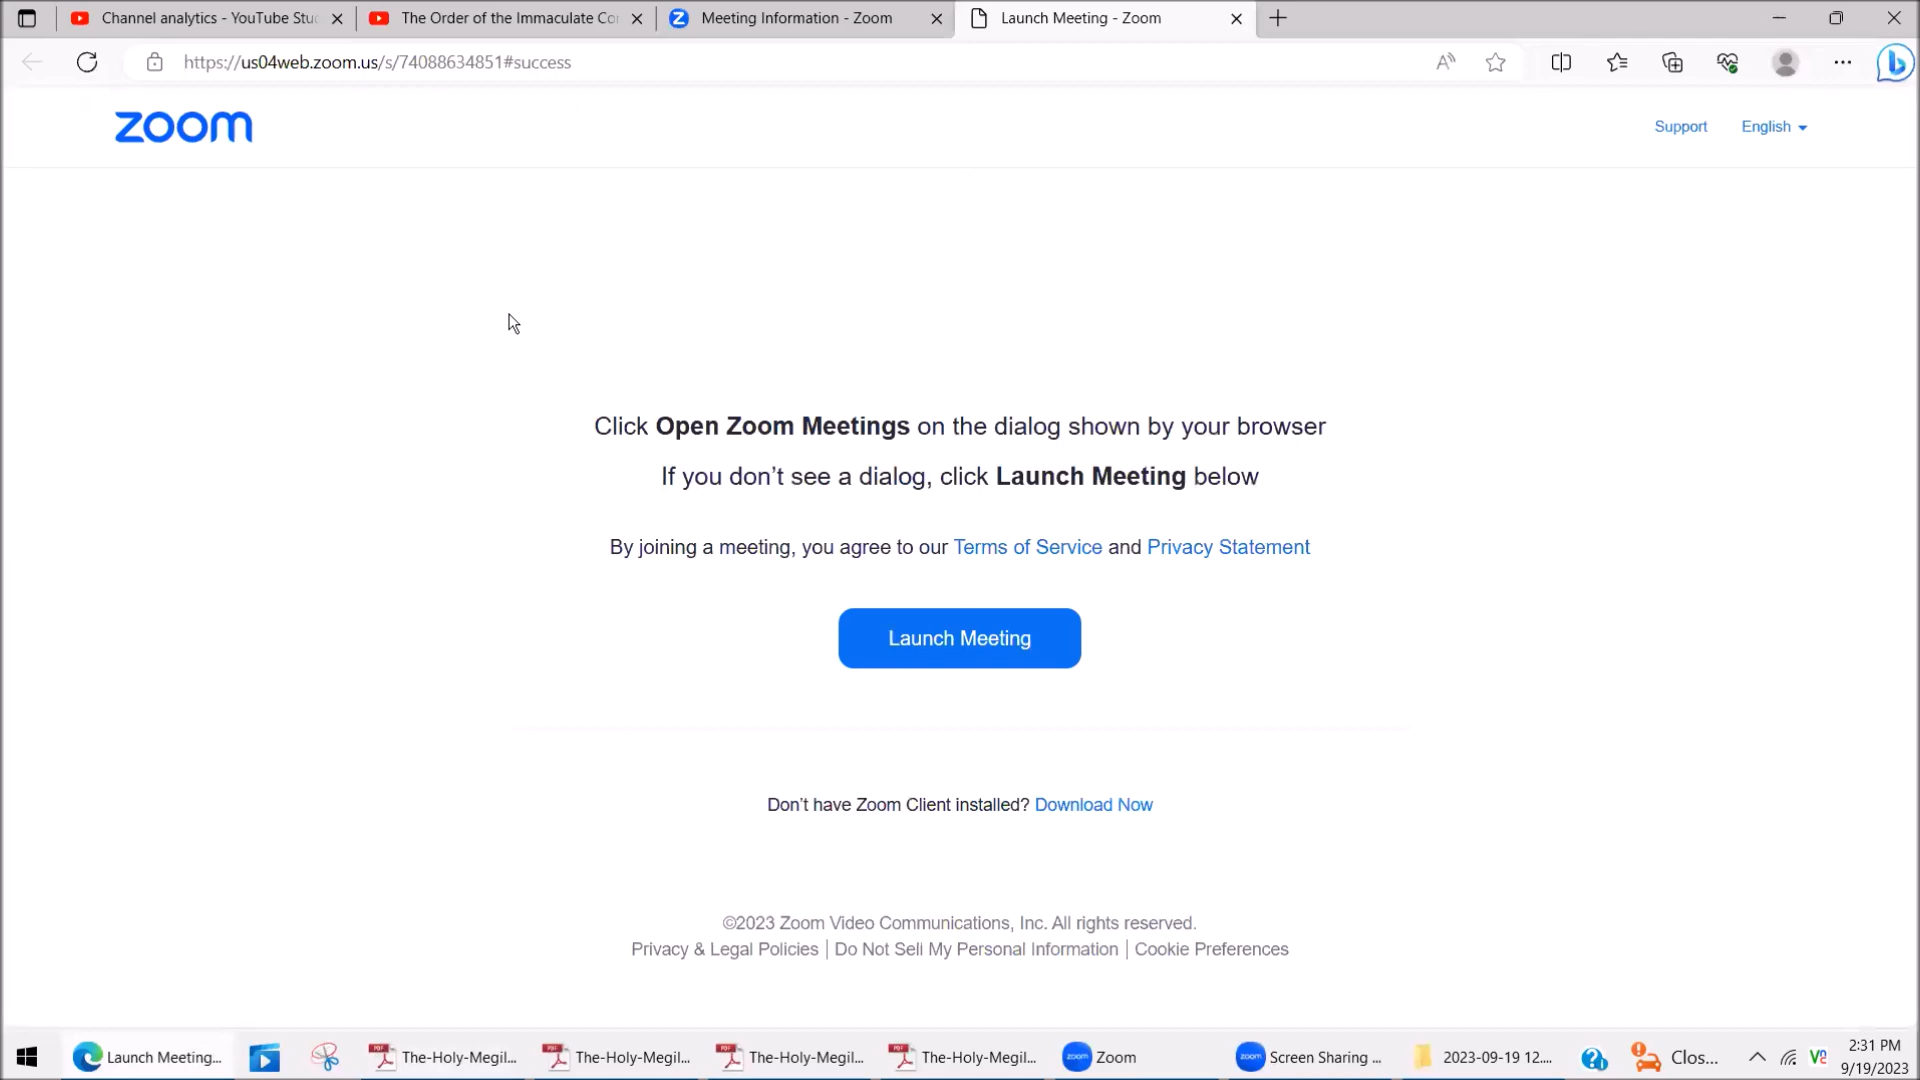 Channel analytics - YouTube Stu
The Order of the Immaculate Co
Meeting Information - Zoom
Launch Meeting - Zoom
https://us04web.zoom.us/s/74088634851#success
zoom
Support
English
Click Open Zoom Meetings on the dialog shown by your browser
If you don’t see a dialog, click Launch Meeting below
By joining a meeting, you agree to our Terms of Service and Privacy Statement
Launch Meeting
Don’t have Zoom Client installed? Download Now
©2023 Zoom Video Communications, Inc. All rights reserved.
Privacy & Legal Policies | Do Not Sell My Personal Information | Cookie Preferences
Launch Meeting...
The-Holy-Megil...
The-Holy-Megil...
The-Holy-Megil...
The-Holy-Megil...
Zoom
Screen Sharing ...
2023-09-19 12....
Clos...
2:31 PM
9/19/2023